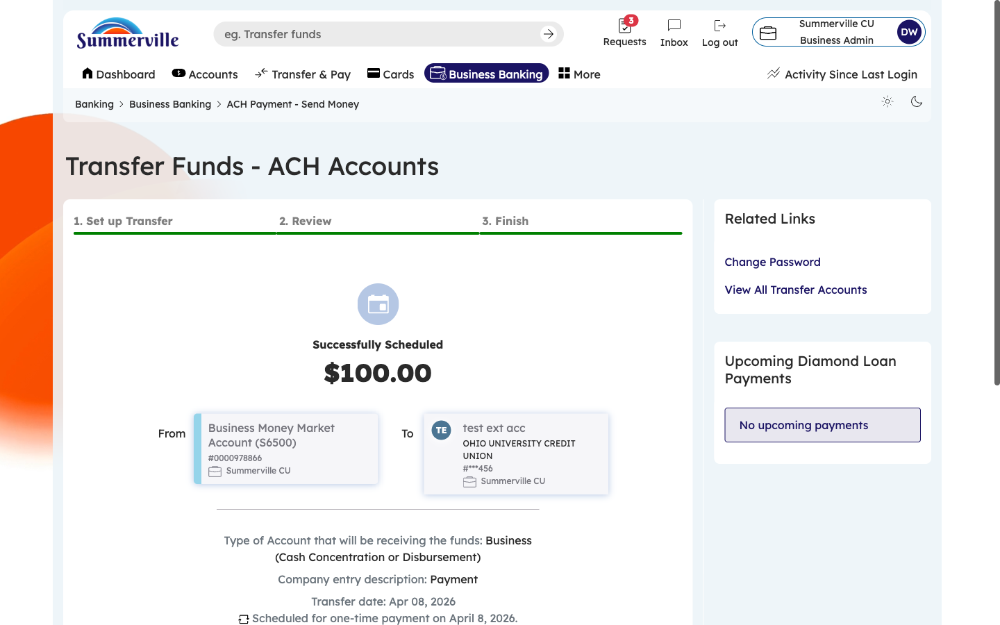 Summerville
eg. Transfer funds
3
Requests
Inbox
Log out
Summerville CU
Business Admin
DW
Dashboard
Accounts
Transfer & Pay
Cards
Business Banking
More
Activity Since Last Login
Banking > Business Banking > ACH Payment - Send Money
Transfer Funds - ACH Accounts
1. Set up Transfer
2. Review
3. Finish
Successfully Scheduled
$100.00
From
Business Money Market
Account (S6500)
#0000978866
Summerville CU
To
TE
test ext acc
OHIO UNIVERSITY CREDIT
UNION
#***456
Summerville CU
Type of Account that will be receiving the funds: Business
(Cash Concentration or Disbursement)
Company entry description: Payment
Transfer date: Apr 08, 2026
Scheduled for one-time payment on April 8, 2026.
Related Links
Change Password
View All Transfer Accounts
Upcoming Diamond Loan
Payments
No upcoming payments